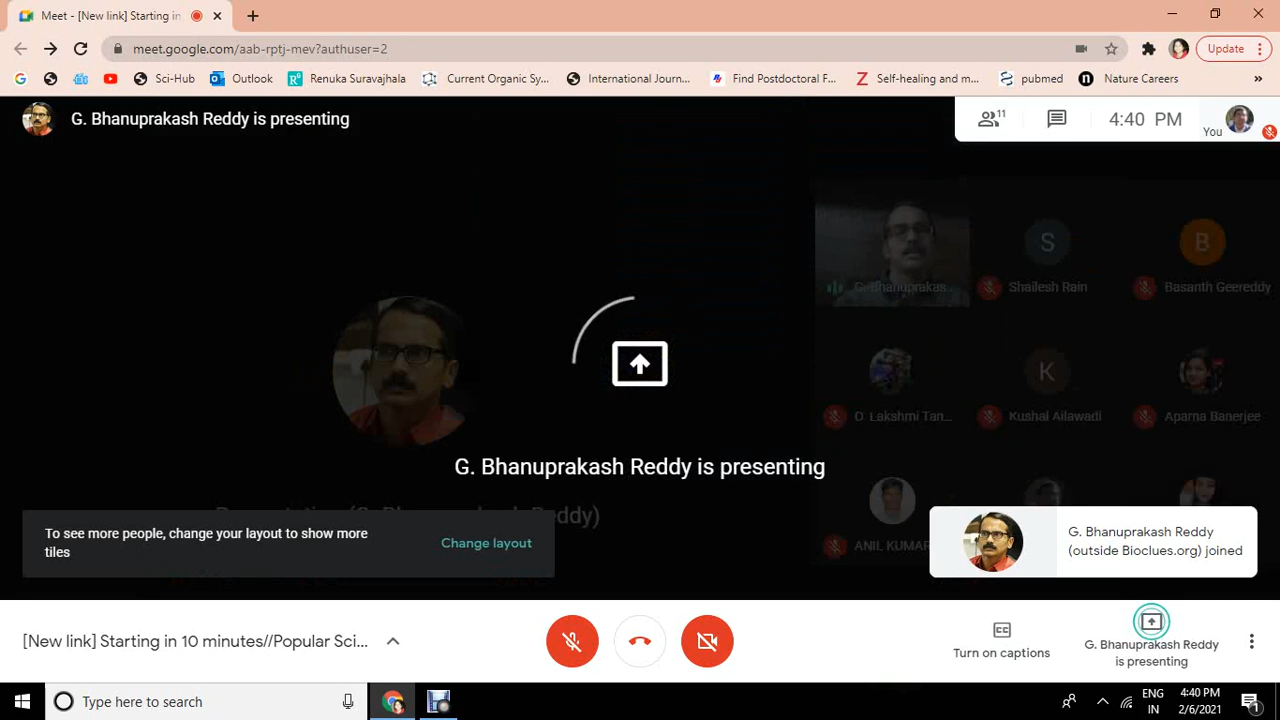 Meet - [New link] Starting in
meet.google.com/aab-rptj-mev?authuser=2
Update
Sci-Hub
Outlook
Renuka Suravajhala
Current Organic Sy...
International Journ...
Find Postdoctoral F...
Self-healing and m...
pubmed
Nature Careers
G. Bhanuprakash Reddy is presenting
11
4:40 PM
You
G. Bhanuprakas...
S
Shailesh Rain
B
Basanth Geereddy
K
Kushal Ailawadi
Aparna Banerjee
G. Bhanuprakash Reddy is presenting
ANIL KUMAR
To see more people, change your layout to show more
tiles
Change layout
G. Bhanuprakash Reddy
(outside Bioclues.org) joined
[New link] Starting in 10 minutes//Popular Sci...
CC
Turn on captions
G. Bhanuprakash Reddy
is presenting
Type here to search
ENG
IN
4:40 PM
2/6/2021
1